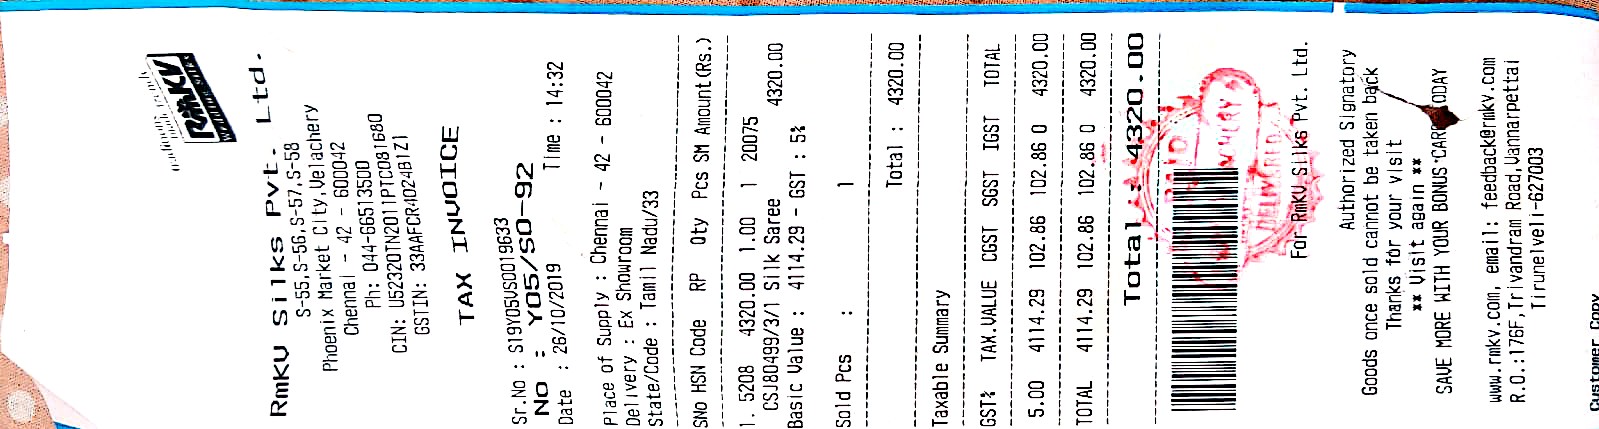 RmKV
RmKV Silks Pvt. Ltd.
S-55,S-56,S-57,S-58
Phoenix Market City,Velachery
Chennai - 42 - 600042
Ph: 044-66513500
CIN: U52320TN2011PTC081680
GSTIN: 33AAFCR4024B1Z1
TAX INVOICE
Sr.No : S19Y05VSO019633
NO : Y05/SO-92
Date : 26/10/2019 Time : 14:32
Place of Supply : Chennai - 42 - 600042
Delivery : Ex Showroom
State/Code : Tamil Nadu/33
SNo HSN Code RP Qty Pcs SM Amount(Rs.)
1. 5208 4320.00 1.00 1 20075
CSJ80499/3/1 Silk Saree 4320.00
Basic Value : 4114.29 - GST : 5%
Sold Pcs : 1
Total : 4320.00
Taxable Summary
GST% TAX.VALUE CGST SGST IGST TOTAL
5.00 4114.29 102.86 102.86 0 4320.00
TOTAL 4114.29 102.86 102.86 0 4320.00
Total : 4320.00
PAID
DELIVERED
For RmKV Silks Pvt. Ltd.
Authorized Signatory
Goods once sold cannot be taken back
Thanks for your visit
** Visit again **
SAVE MORE WITH YOUR BONUS CARD TODAY
www.rmkv.com, email: feedback@rmkv.com
R.O.:176F,Trivandram Road,Vannarpettai
Tirunelveli-627003
Customer Copy